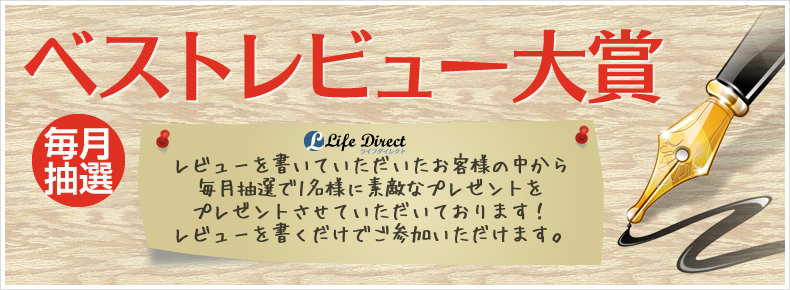 ベストレビュー大賞
毎月
抽選
L Life Direct
ライフダイレクト
レビューを書いていただいたお客様の中から
毎月抽選で1名様に素敵なプレゼントを
プレゼントさせていただいております!
レビューを書くだけでご参加いただけます。